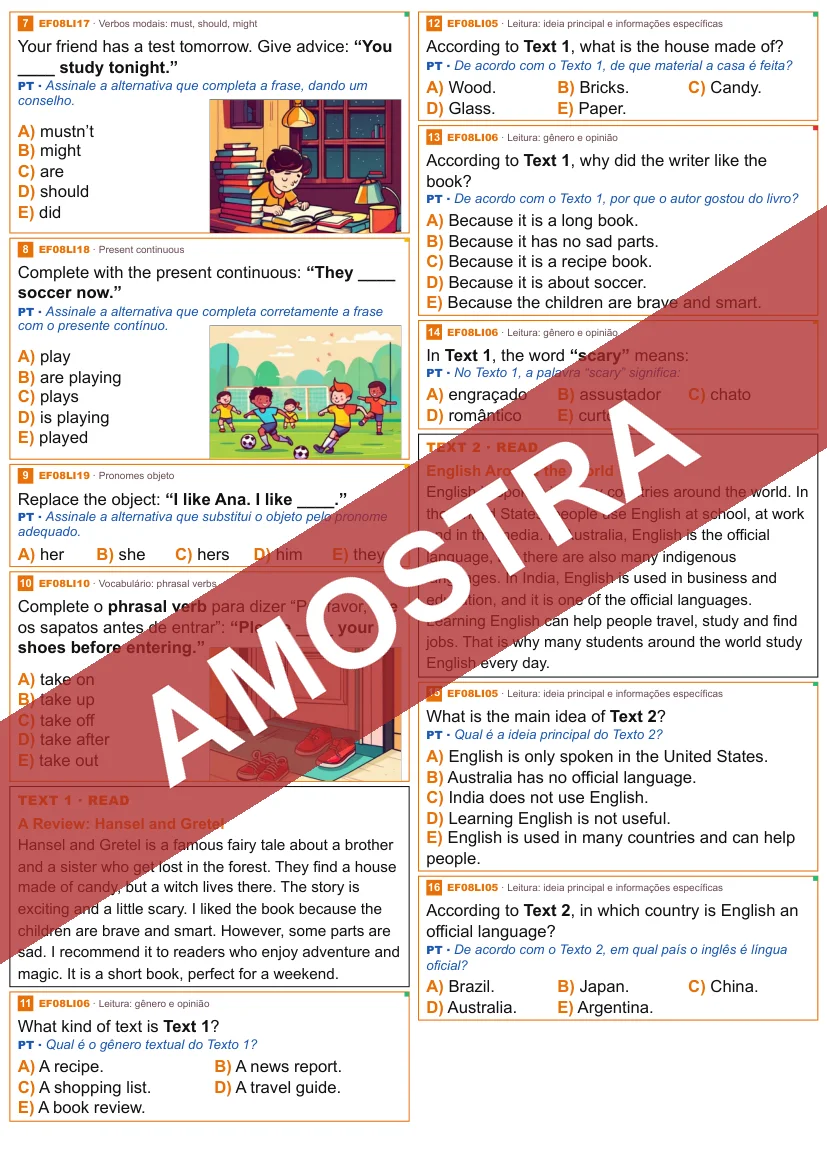 7 EF08LI17 · Verbos modais: must, should, might
Your friend has a test tomorrow. Give advice: “You
____ study tonight.”
PT · Assinale a alternativa que completa a frase, dando um
conselho.
A) mustn’t
B) might
C) are
D) should
E) did
8 EF08LI18 · Present continuous
Complete with the present continuous: “They ____
soccer now.”
PT · Assinale a alternativa que completa corretamente a frase
com o presente contínuo.
A) play
B) are playing
C) plays
D) is playing
E) played
9 EF08LI19 · Pronomes objeto
Replace the object: “I like Ana. I like ____.”
PT · Assinale a alternativa que substitui o objeto pelo pronome
adequado.
A) her B) she C) hers D) him E) they
10 EF08LI10 · Vocabulário: phrasal verbs
Complete o phrasal verb para dizer “Por favor,
os sapatos antes de entrar”: “Please ____ your
shoes before entering.”
A) take on
B) take up
C) take off
D) take after
E) take out
TEXT 1 · READ
A Review: Hansel and Gretel
Hansel and Gretel is a famous fairy tale about a brother
and a sister who get lost in the forest. They find a house
made of candy, but a witch lives there. The story is
exciting and a little scary. I liked the book because the
children are brave and smart. However, some parts are
sad. I recommend it to readers who enjoy adventure and
magic. It is a short book, perfect for a weekend.
11 EF08LI06 · Leitura: gênero e opinião
What kind of text is Text 1?
PT · Qual é o gênero textual do Texto 1?
A) A recipe. B) A news report.
C) A shopping list. D) A travel guide.
E) A book review.
12 EF08LI05 · Leitura: ideia principal e informações específicas
According to Text 1, what is the house made of?
PT · De acordo com o Texto 1, de que material a casa é feita?
A) Wood. B) Bricks. C) Candy.
D) Glass. E) Paper.
13 EF08LI06 · Leitura: gênero e opinião
According to Text 1, why did the writer like the
book?
PT · De acordo com o Texto 1, por que o autor gostou do livro?
A) Because it is a long book.
B) Because it has no sad parts.
C) Because it is a recipe book.
D) Because it is about soccer.
E) Because the children are brave and smart.
14 EF08LI06 · Leitura: gênero e opinião
In Text 1, the word “scary” means:
PT · No Texto 1, a palavra “scary” significa:
A) engraçado B) assustador C) chato
D) romântico E) curto
TEXT 2 · READ
English Around the World
English is spoken in many countries around the world. In
the United States, people use English at school, at work
and in the media. In Australia, English is the official
language, but there are also many indigenous
languages. In India, English is used in business and
education, and it is one of the official languages.
Learning English can help people travel, study and find
jobs. That is why many students around the world study
English every day.
15 EF08LI05 · Leitura: ideia principal e informações específicas
What is the main idea of Text 2?
PT · Qual é a ideia principal do Texto 2?
A) English is only spoken in the United States.
B) Australia has no official language.
C) India does not use English.
D) Learning English is not useful.
E) English is used in many countries and can help
people.
16 EF08LI05 · Leitura: ideia principal e informações específicas
According to Text 2, in which country is English an
official language?
PT · De acordo com o Texto 2, em qual país o inglês é língua
oficial?
A) Brazil. B) Japan. C) China.
D) Australia. E) Argentina.
AMOSTRA